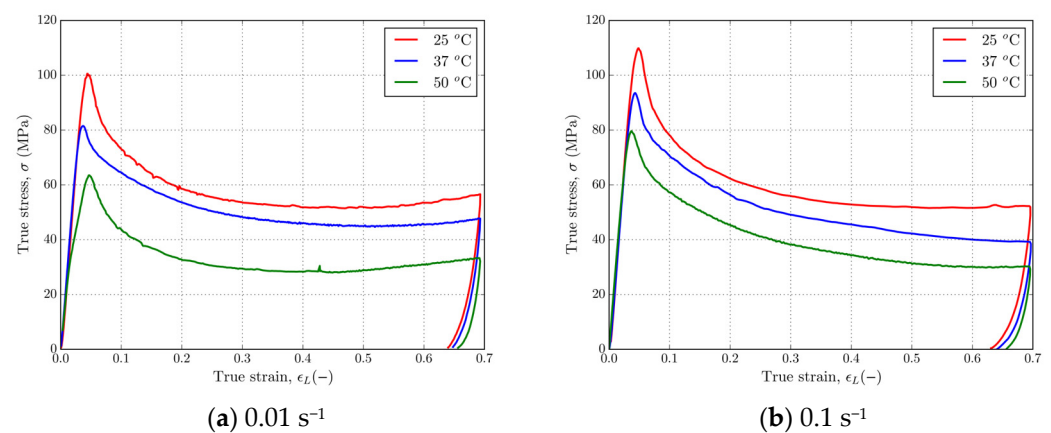 120
100
80
60
40
20
0
0.0 0.1 0.2 0.3 0.4 0.5 0.6 0.7
True stress, σ (MPa)
True strain, ϵ_L(−)
25 °C
37 °C
50 °C
(a) 0.01 s⁻¹
120
100
80
60
40
20
0
0.0 0.1 0.2 0.3 0.4 0.5 0.6 0.7
True stress, σ (MPa)
True strain, ϵ_L(−)
25 °C
37 °C
50 °C
(b) 0.1 s⁻¹